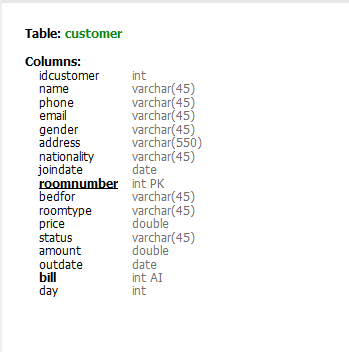 Table: customer
Columns:
idcustomer int
name varchar(45)
phone varchar(45)
email varchar(45)
gender varchar(45)
address varchar(550)
nationality varchar(45)
joindate date
roomnumber int PK
bedfor varchar(45)
roomtype varchar(45)
price double
status varchar(45)
amount double
outdate date
bill int AI
day int